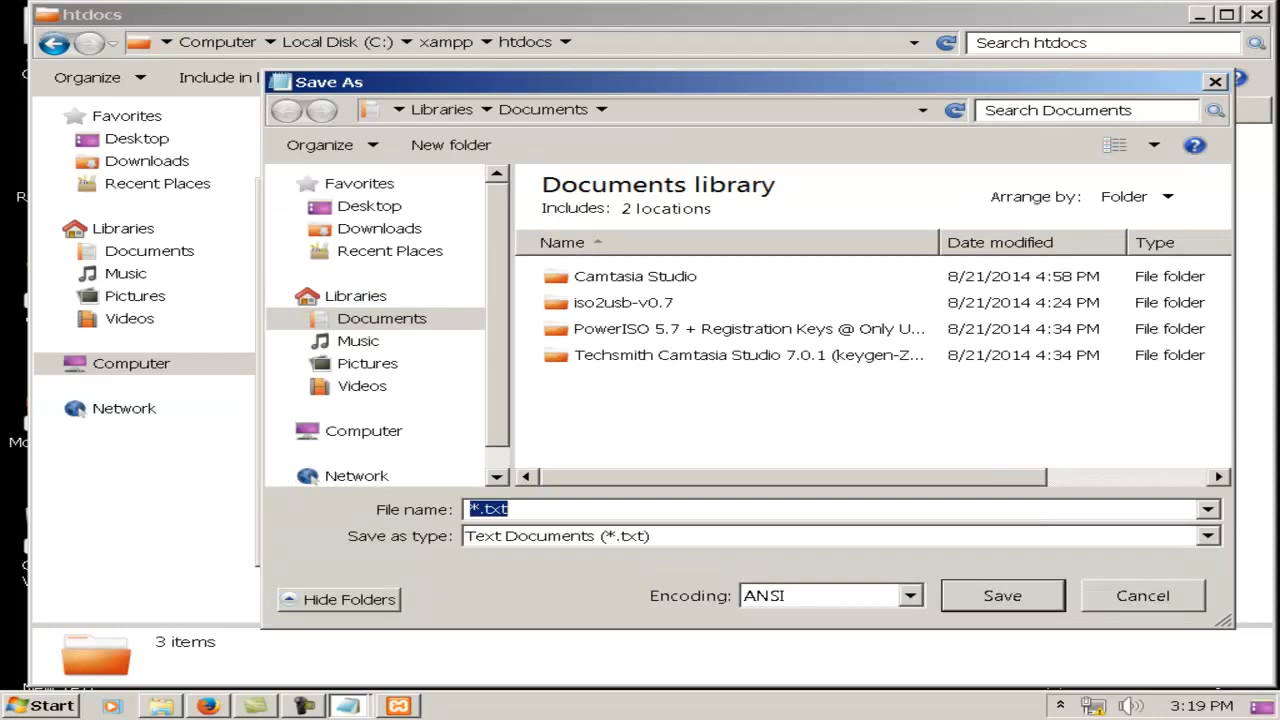 htdocs
Computer Local Disk (C:) xampp htdocs Search htdocs
Organize Include in l
Save As
Libraries Documents Search Documents
Organize New folder
Favorites
Desktop
Downloads
Recent Places
Libraries
Documents
Music
Pictures
Videos
Computer
Network
Favorites
Desktop
Downloads
Recent Places
Libraries
Documents
Music
Pictures
Videos
Computer
Network
Documents library
Includes: 2 locations
Arrange by: Folder
Name Date modified Type
Camtasia Studio 8/21/2014 4:58 PM File folder
iso2usb-v0.7 8/21/2014 4:24 PM File folder
PowerISO 5.7 + Registration Keys @ Only U... 8/21/2014 4:34 PM File folder
Techsmith Camtasia Studio 7.0.1 (keygen-Z... 8/21/2014 4:34 PM File folder
File name: *.txt
Save as type: Text Documents (*.txt)
Hide Folders Encoding: ANSI Save Cancel
3 items
Start 3:19 PM